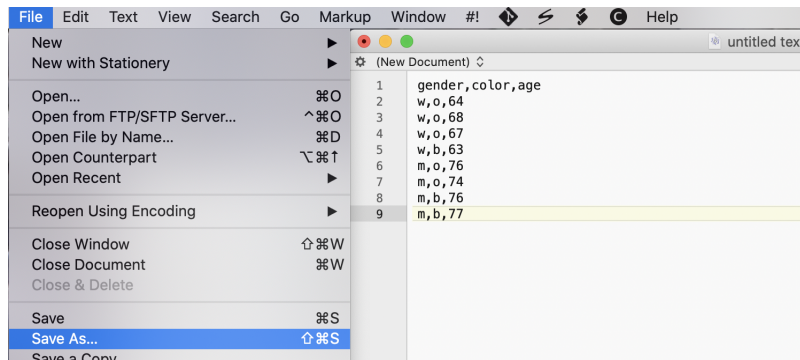 File Edit Text View Search Go Markup Window #! Help
New
New with Stationery
Open... ⌘O
Open from FTP/SFTP Server... ^⌘O
Open File by Name... ⌘D
Open Counterpart ⌥⌘↑
Open Recent
Reopen Using Encoding
Close Window ⇧⌘W
Close Document ⌘W
Close & Delete
Save ⌘S
Save As... ⇧⌘S
Save a Copy
untitled tex
(New Document)
1 gender,color,age
2 w,o,64
3 w,o,68
4 w,o,67
5 w,b,63
6 m,o,76
7 m,o,74
8 m,b,76
9 m,b,77